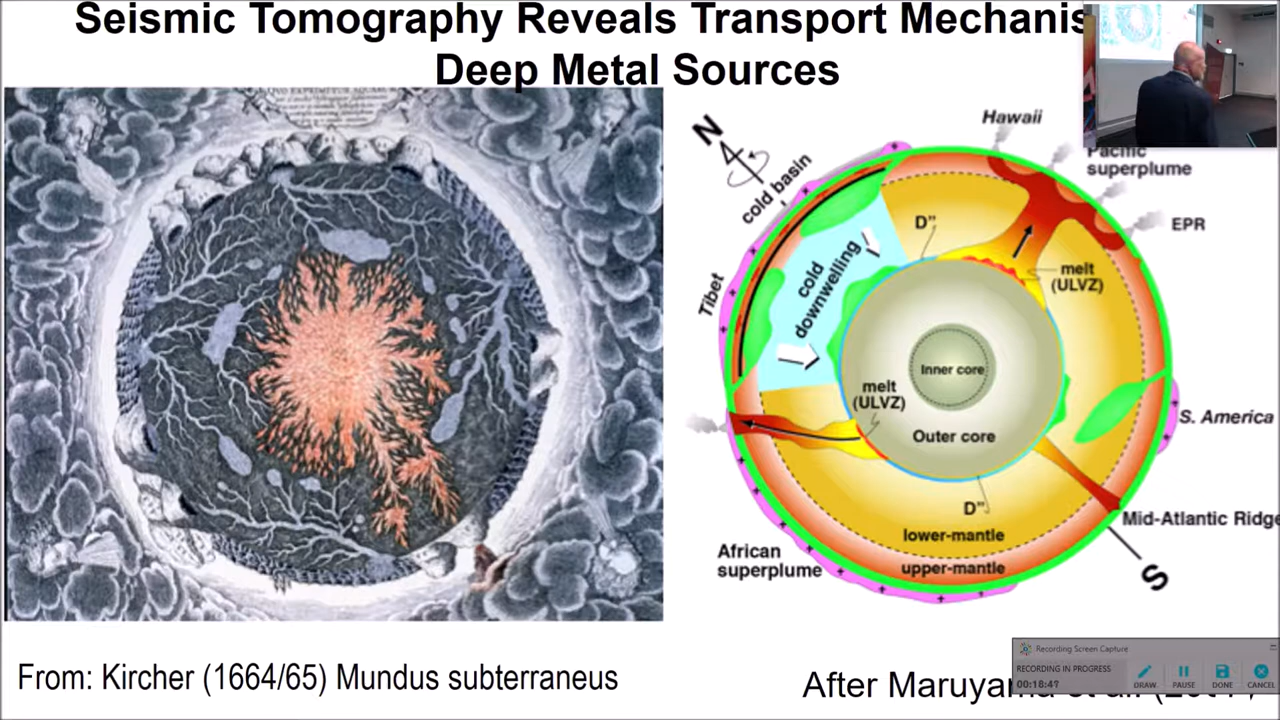 Seismic Tomography Reveals Transport
Deep Metal Sources
N
Hawaii
Pacific
superplume
cold basin
EPR
D"
Tibet
cold
downwelling
melt
(ULVZ)
Inner core
melt
(ULVZ)
Outer core
S. America
D"
Mid-Atlantic Ridge
lower-mantle
African
superplume
upper-mantle
S
From: Kircher (1664/65) Mundus subterraneus
After
Recording Screen Capture
RECORDING IN PROGRESS
00:18:47
DRAW
PAUSE
DONE
CANCEL